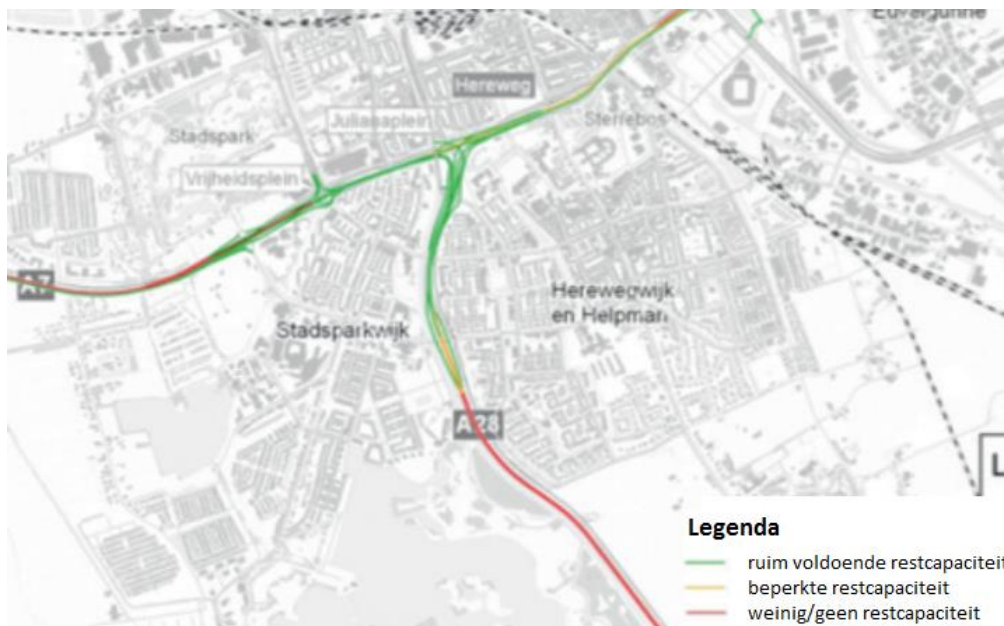 Hereweg
Julianaplein
Sterrebos
Stadspark
Vrijheidsplein
A7
Herewegwijk
en Helpman
Stadsparkwijk
A28
L
Legenda
ruim voldoende restcapaciteit
beperkte restcapaciteit
weinig/geen restcapaciteit